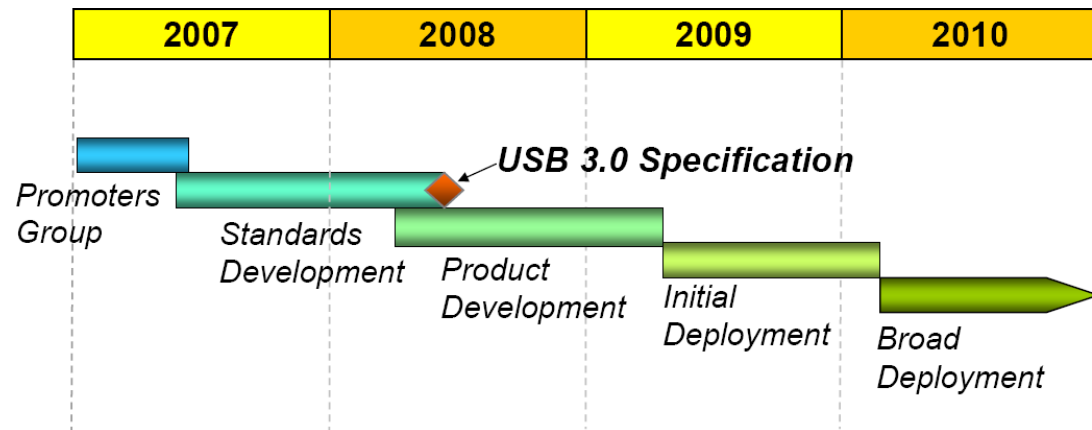 2007 2008 2009 2010
USB 3.0 Specification
Promoters
Group
Standards
Development
Product
Development
Initial
Deployment
Broad
Deployment